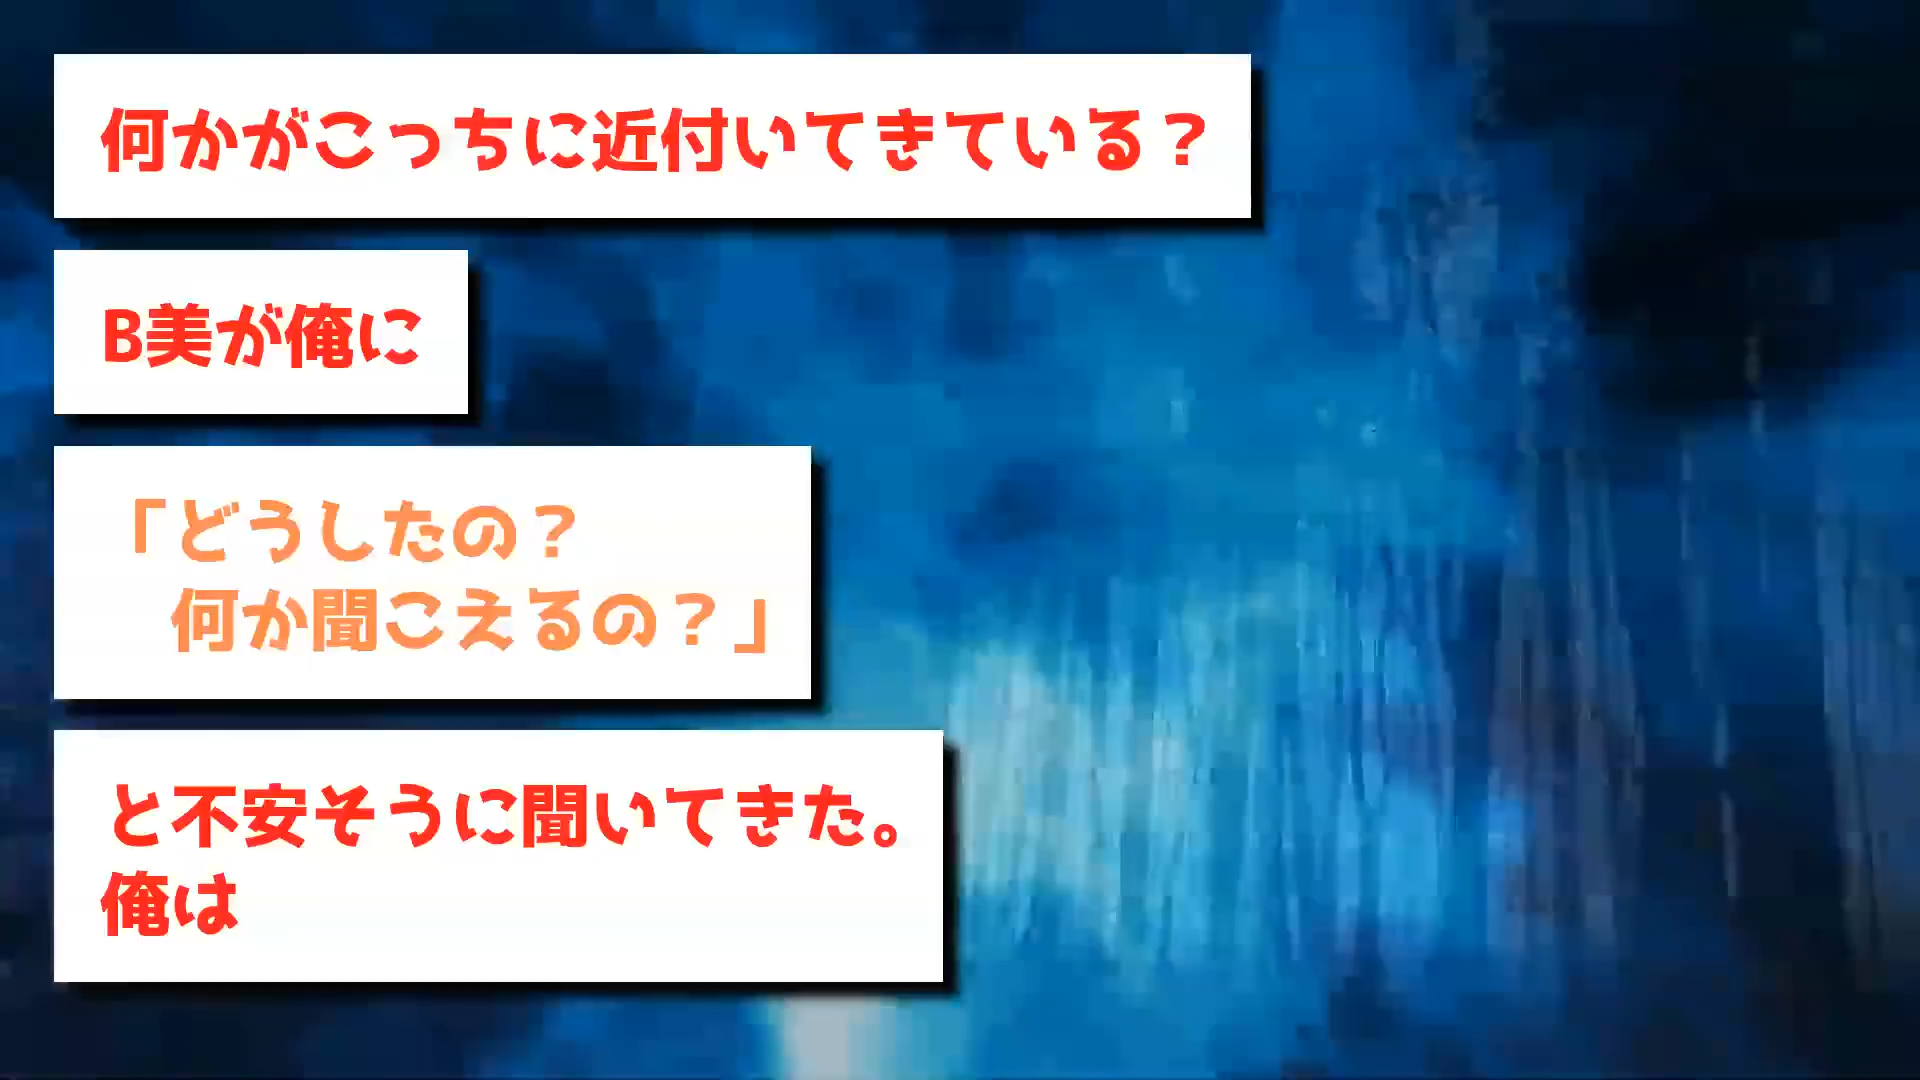 何かがこっちに近付いてきている？
B美が俺に
「どうしたの？
何か聞こえるの？」
と不安そうに聞いてきた。
俺は